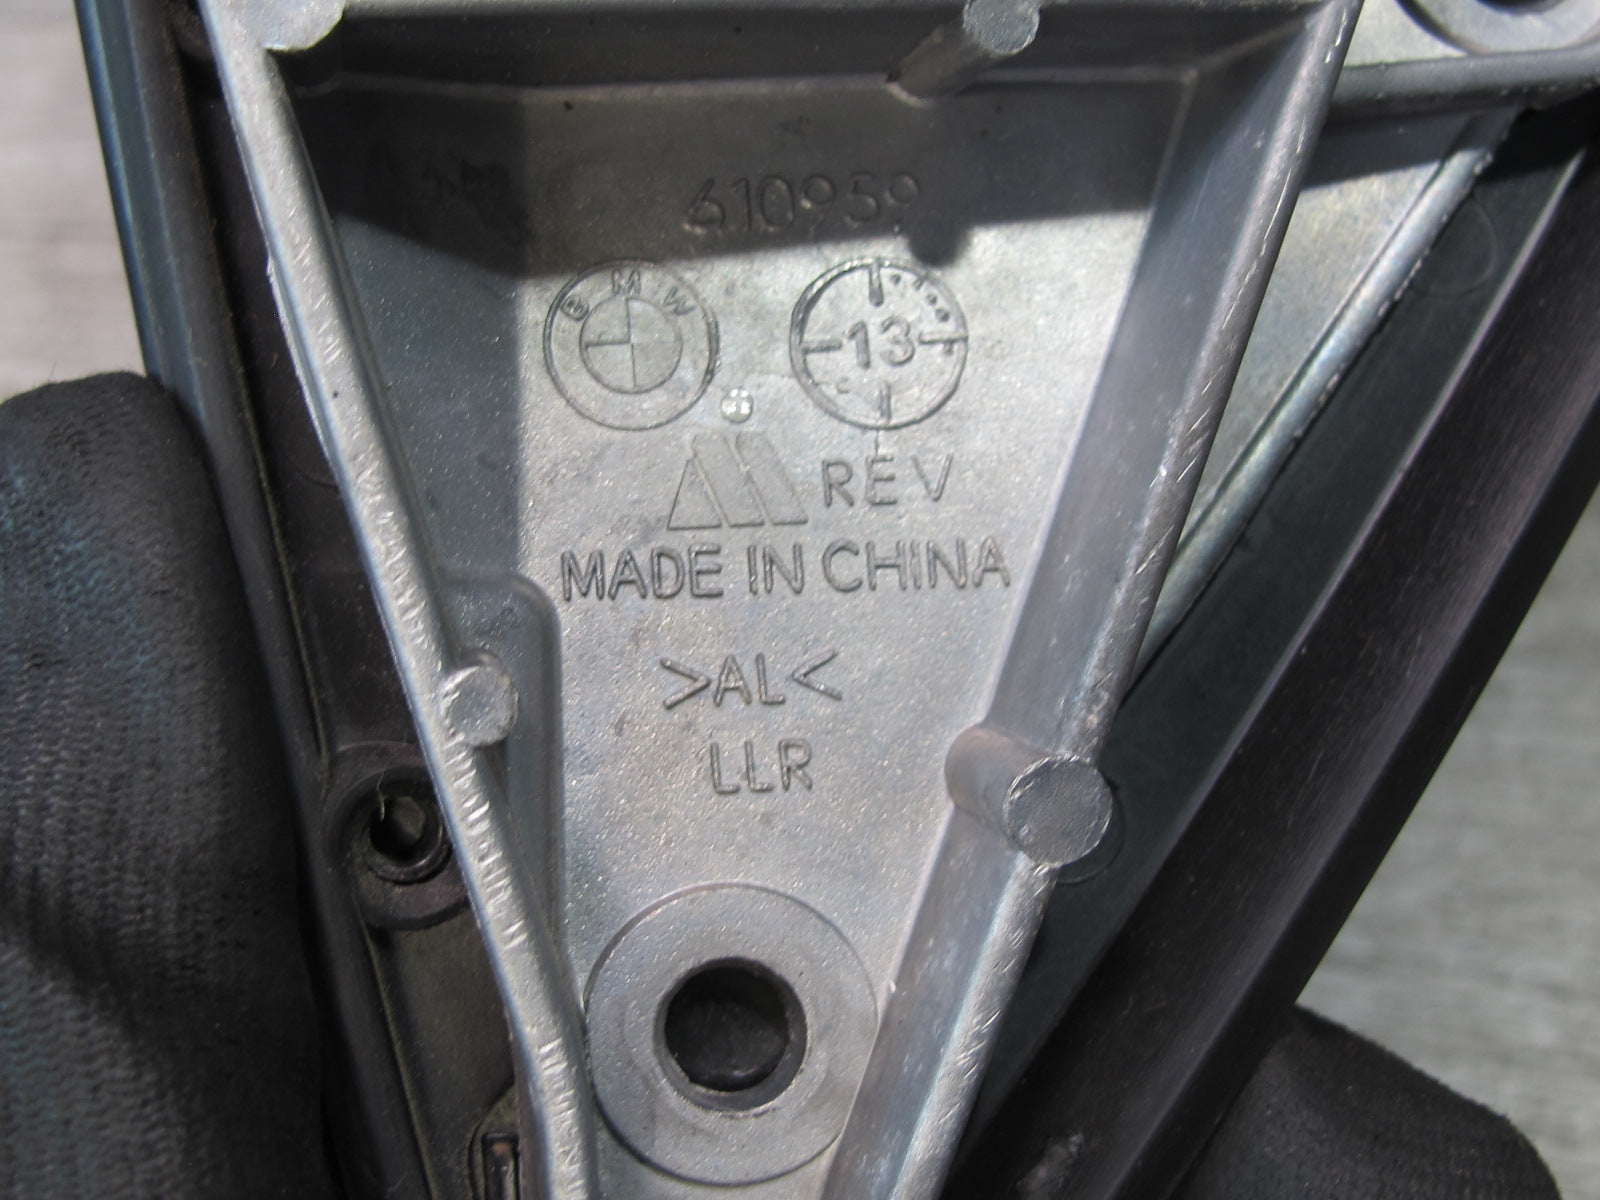 610959
BMW
13
REV
MADE IN CHINA
>AL<
LLR